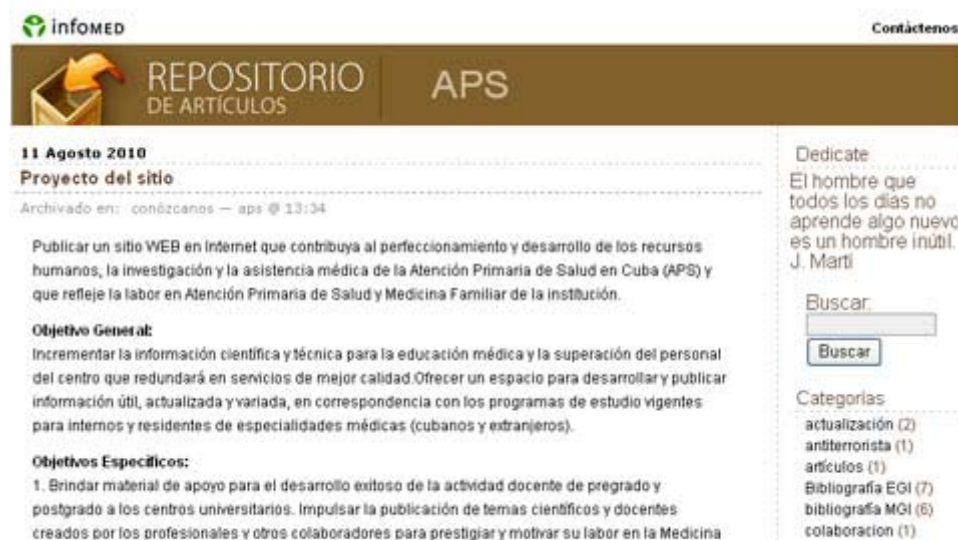 infomed
Contáctenos
REPOSITORIO
DE ARTÍCULOS
APS
11 Agosto 2010
Proyecto del sitio
Archivado en: conózcanos — aps @ 13:34
Publicar un sitio WEB en Internet que contribuya al perfeccionamiento y desarrollo de los recursos
humanos, la investigación y la asistencia médica de la Atención Primaria de Salud en Cuba (APS) y
que refleje la labor en Atención Primaria de Salud y Medicina Familiar de la institución.
Objetivo General:
Incrementar la información científica y técnica para la educación médica y la superación del personal
del centro que redundará en servicios de mejor calidad.Ofrecer un espacio para desarrollar y publicar
información útil, actualizada y variada, en correspondencia con los programas de estudio vigentes
para internos y residentes de especialidades médicas (cubanos y extranjeros).
Objetivos Específicos:
1. Brindar material de apoyo para el desarrollo exitoso de la actividad docente de pregrado y
postgrado a los centros universitarios. Impulsar la publicación de temas científicos y docentes
creados por los profesionales y otros colaboradores para prestigiar y motivar su labor en la Medicina
Dedicate
El hombre que
todos los días no
aprende algo nuevo
es un hombre inútil.
J. Martí
Buscar:
Buscar
Categorías
actualización (2)
antiterrorista (1)
artículos (1)
Bibliografía EGI (7)
bibliografía MGI (6)
colaboracion (1)